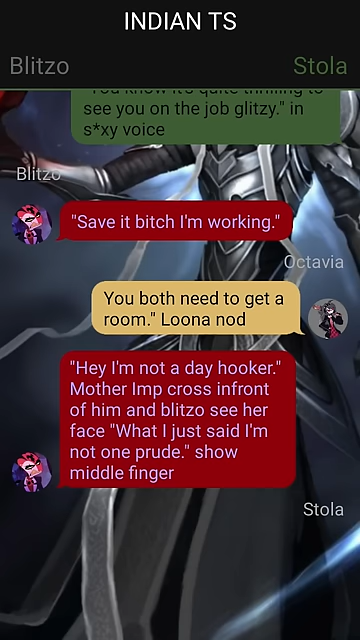 INDIAN TS
Blitzo
Stola
"You know it's quite thrilling to
see you on the job glitzy." in
s*xy voice
Blitzo
"Save it bitch I'm working."
Octavia
You both need to get a
room." Loona nod
"Hey I'm not a day hooker."
Mother Imp cross infront
of him and blitzo see her
face "What I just said I'm
not one prude." show
middle finger
Stola